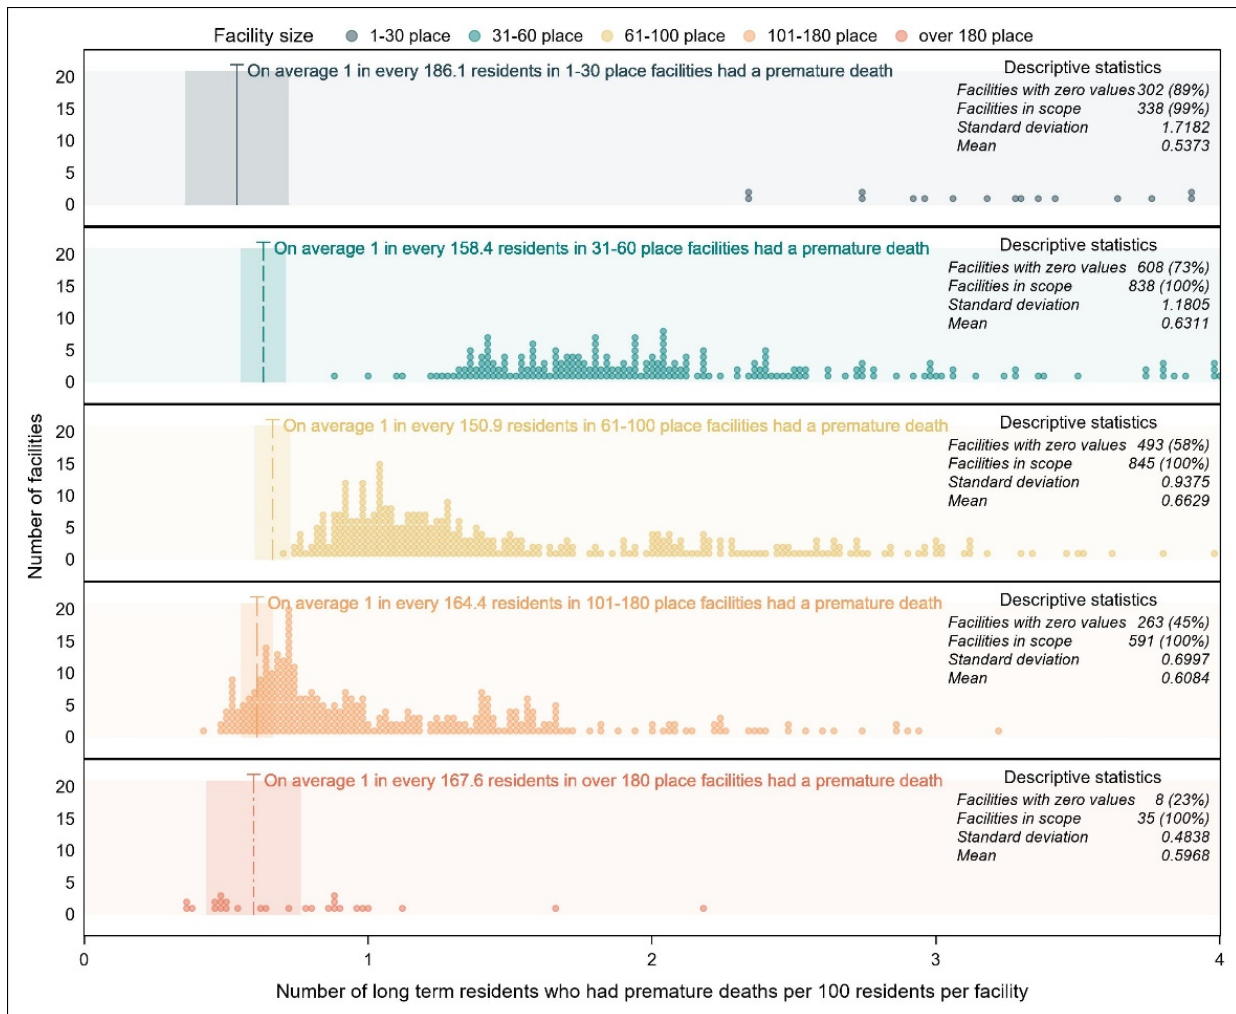 Facility size 1-30 place 31-60 place 61-100 place 101-180 place over 180 place
On average 1 in every 186.1 residents in 1-30 place facilities had a premature death
Descriptive statistics
Facilities with zero values 302 (89%)
Facilities in scope 338 (99%)
Standard deviation 1.7182
Mean 0.5373
20
15
10
5
0
On average 1 in every 158.4 residents in 31-60 place facilities had a premature death
Descriptive statistics
Facilities with zero values 608 (73%)
Facilities in scope 838 (100%)
Standard deviation 1.1805
Mean 0.6311
20
15
10
5
0
On average 1 in every 150.9 residents in 61-100 place facilities had a premature death
Descriptive statistics
Facilities with zero values 493 (58%)
Facilities in scope 845 (100%)
Standard deviation 0.9375
Mean 0.6629
20
15
10
5
0
Number of facilities
On average 1 in every 164.4 residents in 101-180 place facilities had a premature death
Descriptive statistics
Facilities with zero values 263 (45%)
Facilities in scope 591 (100%)
Standard deviation 0.6997
Mean 0.6084
20
15
10
5
0
On average 1 in every 167.6 residents in over 180 place facilities had a premature death
Descriptive statistics
Facilities with zero values 8 (23%)
Facilities in scope 35 (100%)
Standard deviation 0.4838
Mean 0.5968
20
15
10
5
0
0 1 2 3 4
Number of long term residents who had premature deaths per 100 residents per facility